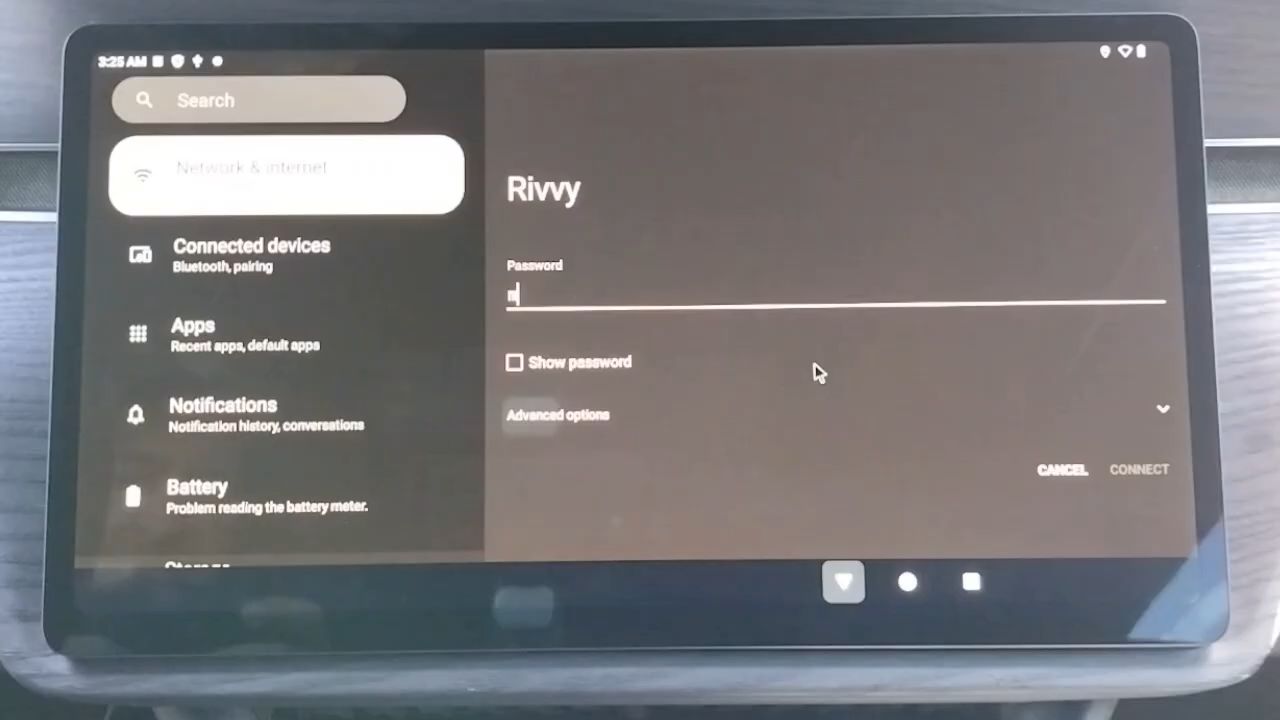 3:25 AM
Search
Network & internet
Connected devices
Bluetooth, pairing
Apps
Recent apps, default apps
Notifications
Notification history, conversations
Battery
Problem reading the battery meter.
Storage
Rivvy
Password
Show password
Advanced options
CANCEL
CONNECT